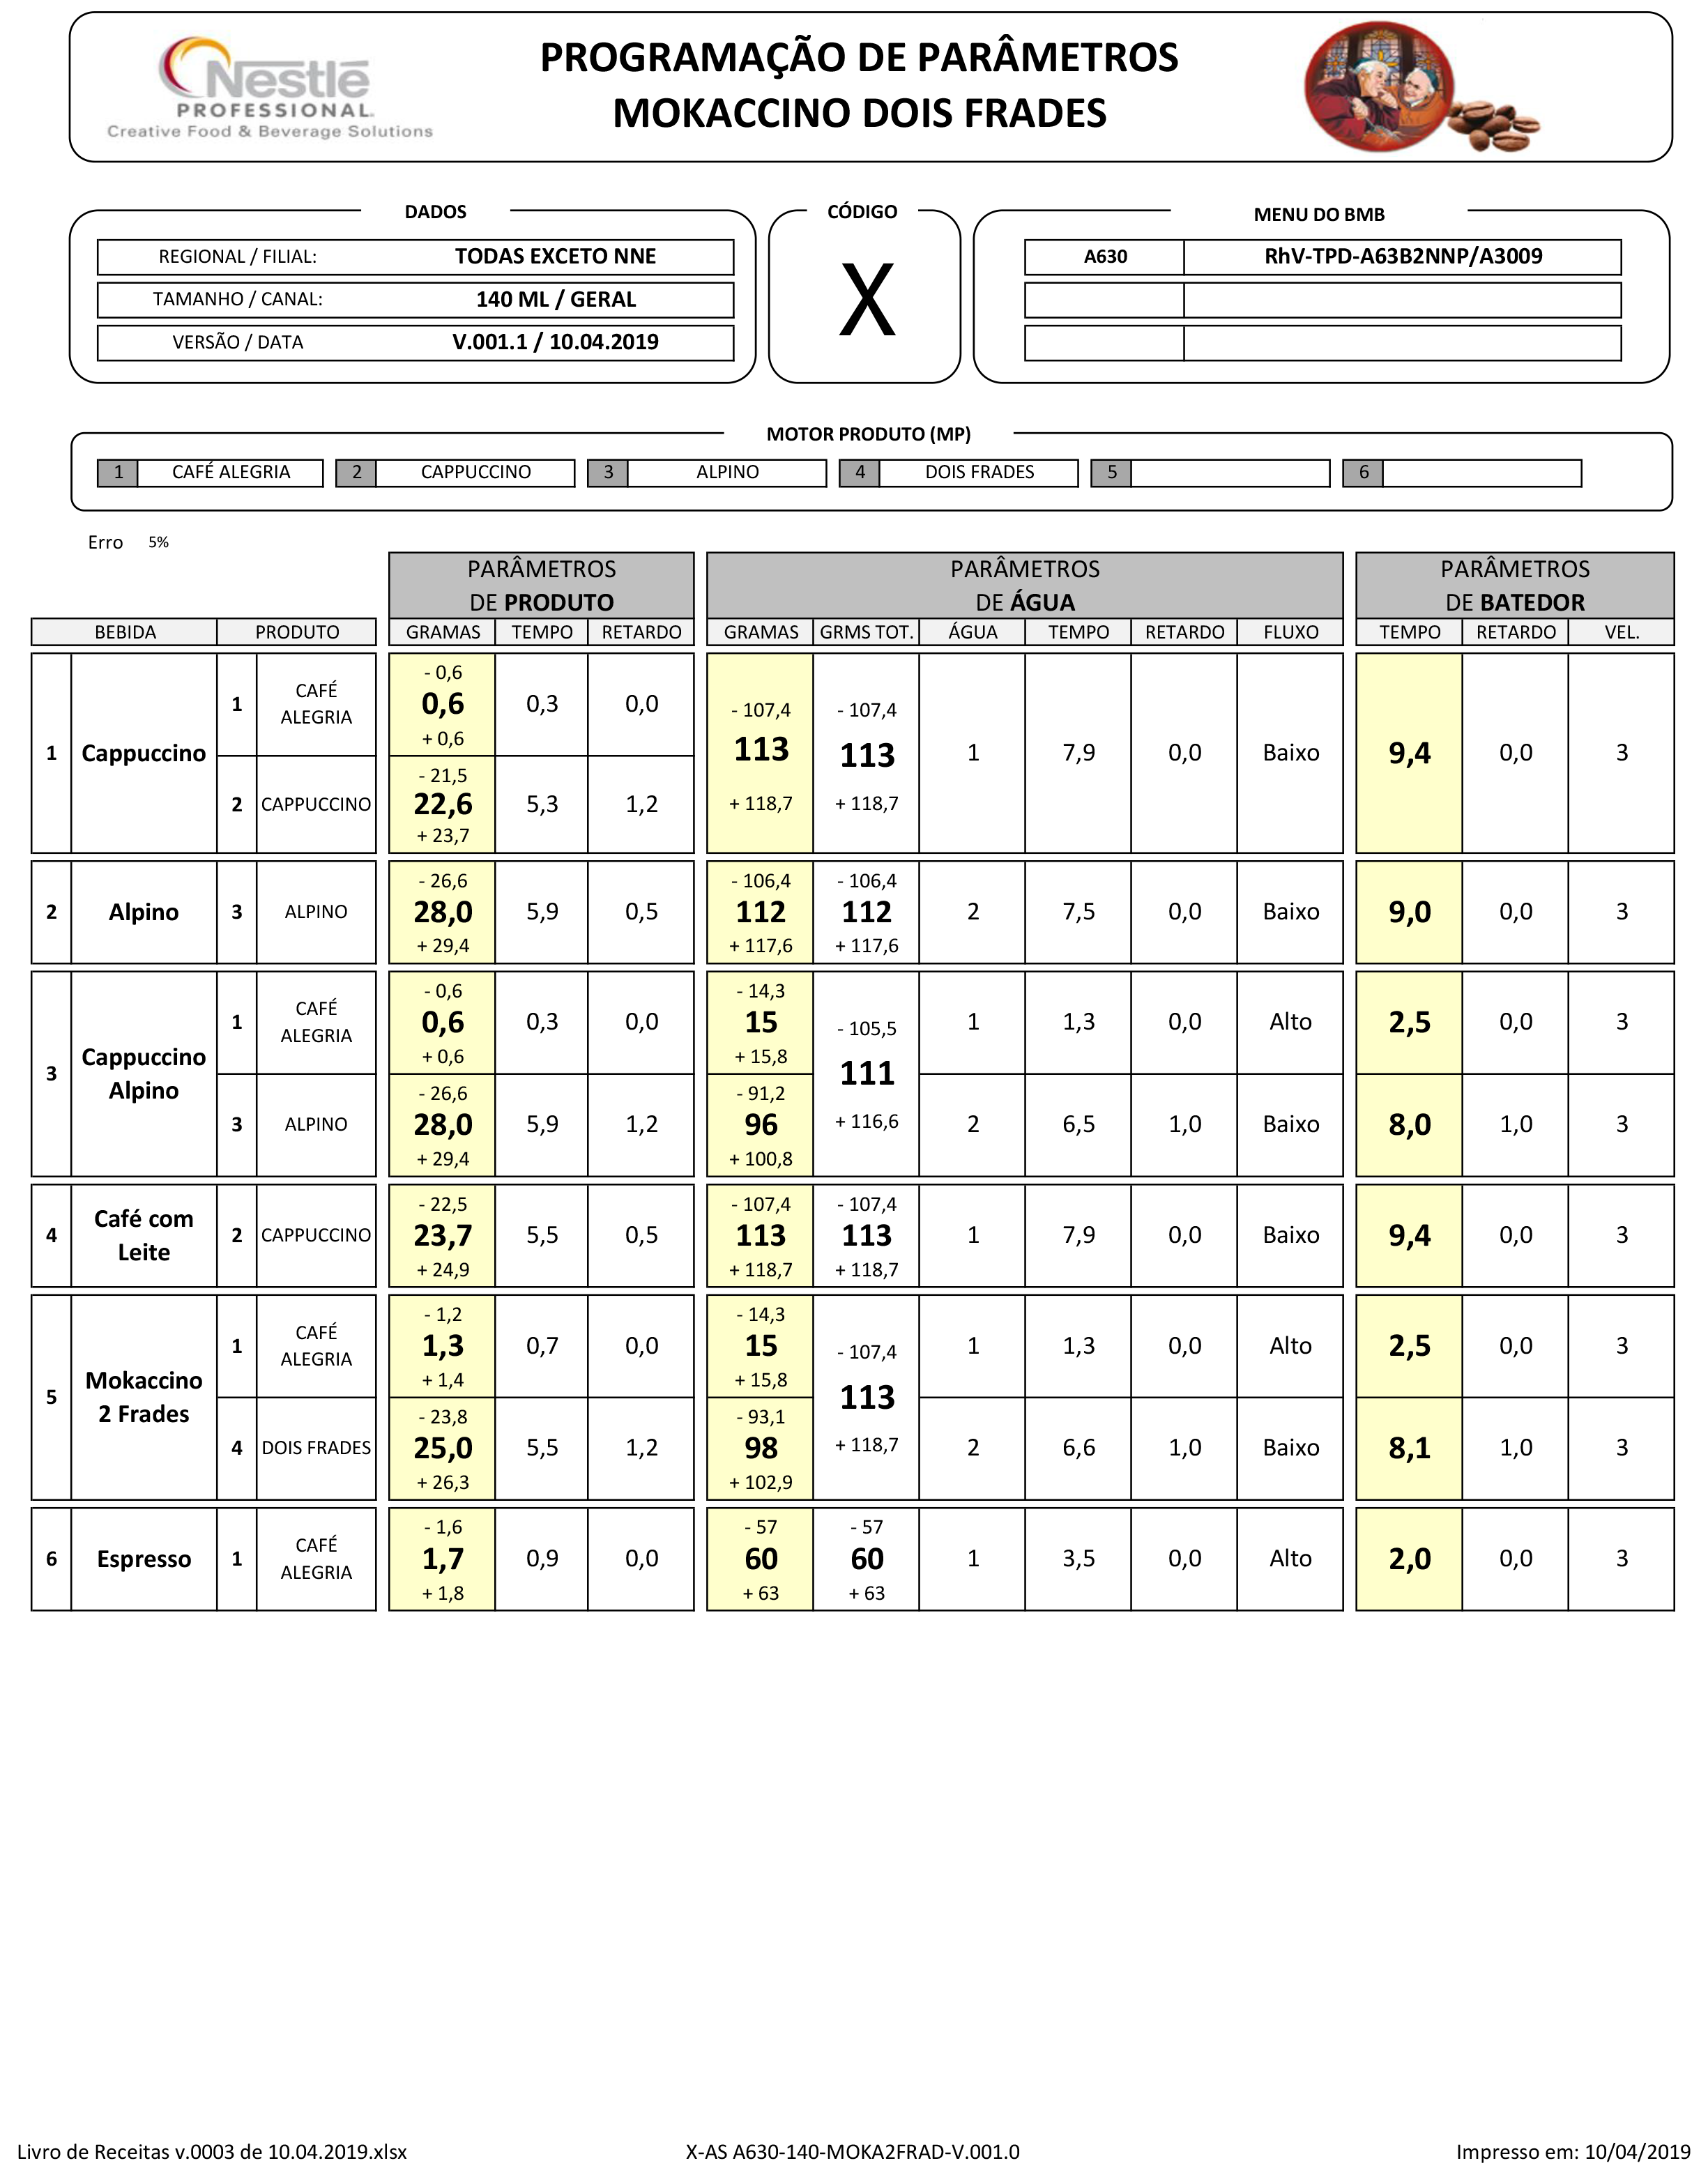 Nestlé
PROFESSIONAL.
Creative Food & Beverage Solutions
PROGRAMAÇÃO DE PARÂMETROS
MOKACCINO DOIS FRADES
DADOS
REGIONAL / FILIAL: TODAS EXCETO NNE
TAMANHO / CANAL: 140 ML / GERAL
VERSÃO / DATA V.001.1 / 10.04.2019
CÓDIGO
X
MENU DO BMB
A630 RhV-TPD-A63B2NNP/A3009
MOTOR PRODUTO (MP)
1 CAFÉ ALEGRIA 2 CAPPUCCINO 3 ALPINO 4 DOIS FRADES 5 6
Erro 5%
PARÂMETROS
DE PRODUTO
PARÂMETROS
DE ÁGUA
PARÂMETROS
DE BATEDOR
BEBIDA PRODUTO GRAMAS TEMPO RETARDO GRAMAS GRMS TOT. ÁGUA TEMPO RETARDO FLUXO TEMPO RETARDO VEL.
1 Cappuccino
1 CAFÉ
ALEGRIA
- 0,6
0,6 0,3 0,0
+ 0,6
2 CAPPUCCINO
- 21,5
22,6 5,3 1,2
+ 23,7
- 107,4 - 107,4
113 113 1 7,9 0,0 Baixo 9,4 0,0 3
+ 118,7 + 118,7
- 26,6 - 106,4 - 106,4
2 Alpino 3 ALPINO 28,0 5,9 0,5 112 112 2 7,5 0,0 Baixo 9,0 0,0 3
+ 29,4 + 117,6 + 117,6
3 Cappuccino
Alpino
1 CAFÉ
ALEGRIA
- 0,6 - 14,3
0,6 0,3 0,0 15 1 1,3 0,0 Alto 2,5 0,0 3
+ 0,6 + 15,8
- 105,5
111
+ 116,6
- 26,6 - 91,2
3 ALPINO 28,0 5,9 1,2 96 2 6,5 1,0 Baixo 8,0 1,0 3
+ 29,4 + 100,8
4 Café com
Leite
- 22,5 - 107,4 - 107,4
2 CAPPUCCINO 23,7 5,5 0,5 113 113 1 7,9 0,0 Baixo 9,4 0,0 3
+ 24,9 + 118,7 + 118,7
5 Mokaccino
2 Frades
1 CAFÉ
ALEGRIA
- 1,2 - 14,3
1,3 0,7 0,0 15 1 1,3 0,0 Alto 2,5 0,0 3
+ 1,4 + 15,8
- 107,4
113
+ 118,7
- 23,8 - 93,1
4 DOIS FRADES 25,0 5,5 1,2 98 2 6,6 1,0 Baixo 8,1 1,0 3
+ 26,3 + 102,9
6 Espresso 1 CAFÉ
ALEGRIA
- 1,6 - 57 - 57
1,7 0,9 0,0 60 60 1 3,5 0,0 Alto 2,0 0,0 3
+ 1,8 + 63 + 63
Livro de Receitas v.0003 de 10.04.2019.xlsx X-AS A630-140-MOKA2FRAD-V.001.0 Impresso em: 10/04/2019